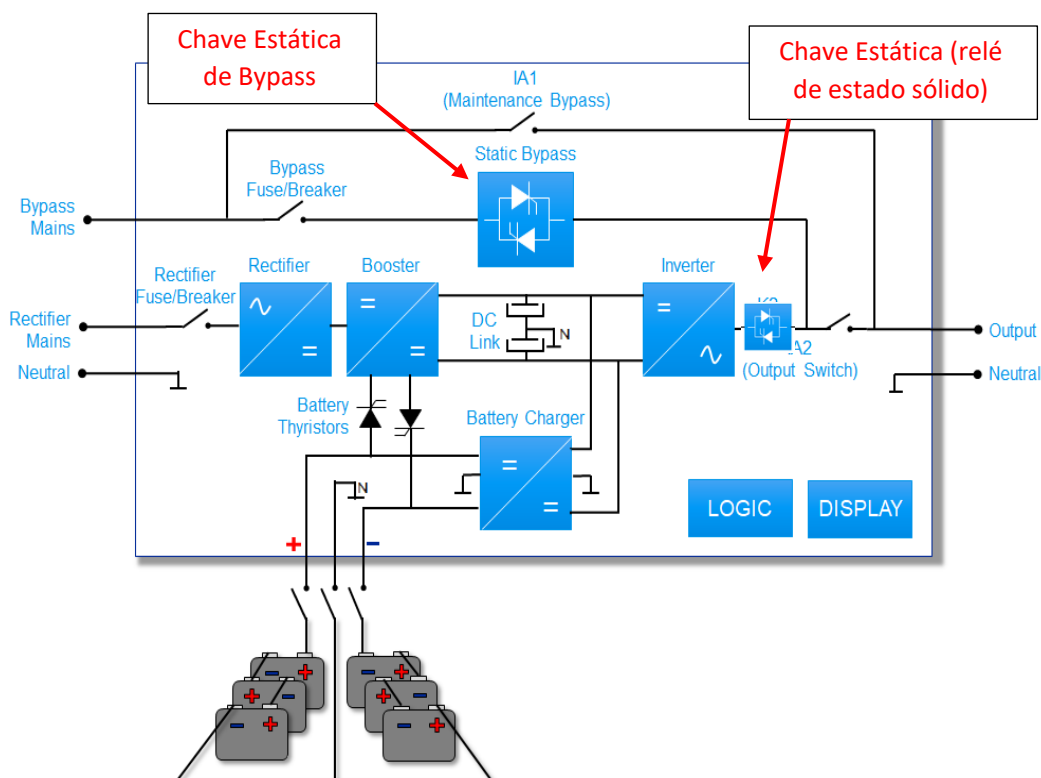 Chave Estática
de Bypass
Chave Estática (relé
de estado sólido)
IA1
(Maintenance Bypass)
Static Bypass
Bypass
Fuse/Breaker
Bypass
Mains
Rectifier
Booster
Inverter
Rectifier
Fuse/Breaker
DC
Link
N
Rectifier
Mains
Output
(Output Switch)
Neutral
Neutral
Battery
Thyristors
Battery Charger
N
LOGIC
DISPLAY